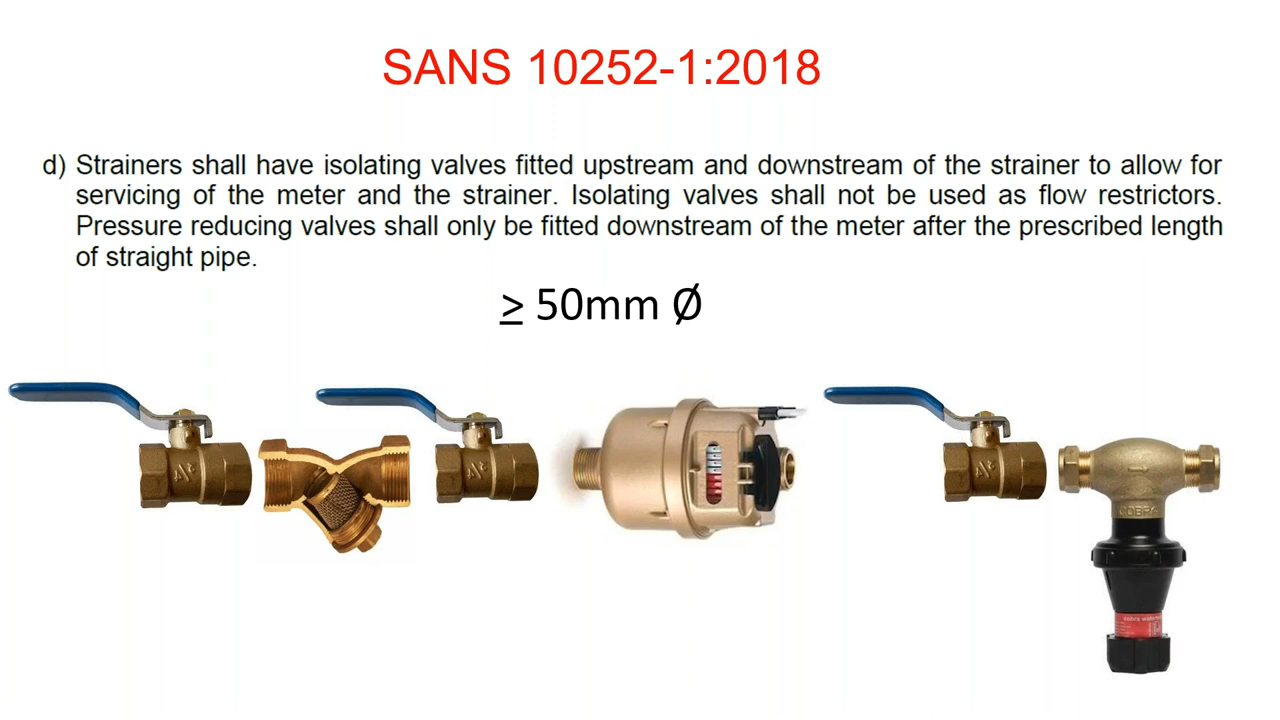 SANS 10252-1:2018
d) Strainers shall have isolating valves fitted upstream and downstream of the strainer to allow for
servicing of the meter and the strainer. Isolating valves shall not be used as flow restrictors.
Pressure reducing valves shall only be fitted downstream of the meter after the prescribed length
of straight pipe.
≥ 50mm Ø
COBRA